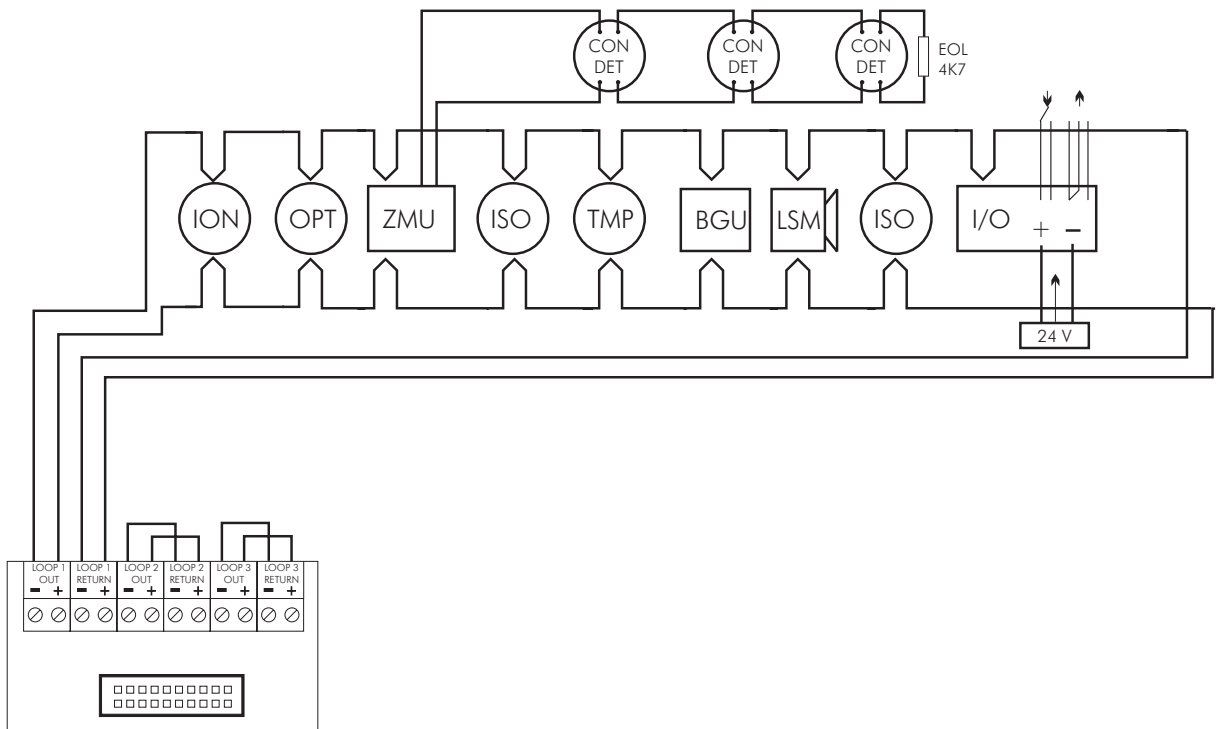 CON DET
CON DET
CON DET
EOL
4K7
ION
OPT
ZMU
ISO
TMP
BGU
LSM
ISO
I/O
+ −
24 V
LOOP 1 OUT
− +
LOOP 1 RETURN
− +
LOOP 2 OUT
− +
LOOP 2 RETURN
− +
LOOP 3 OUT
− +
LOOP 3 RETURN
− +